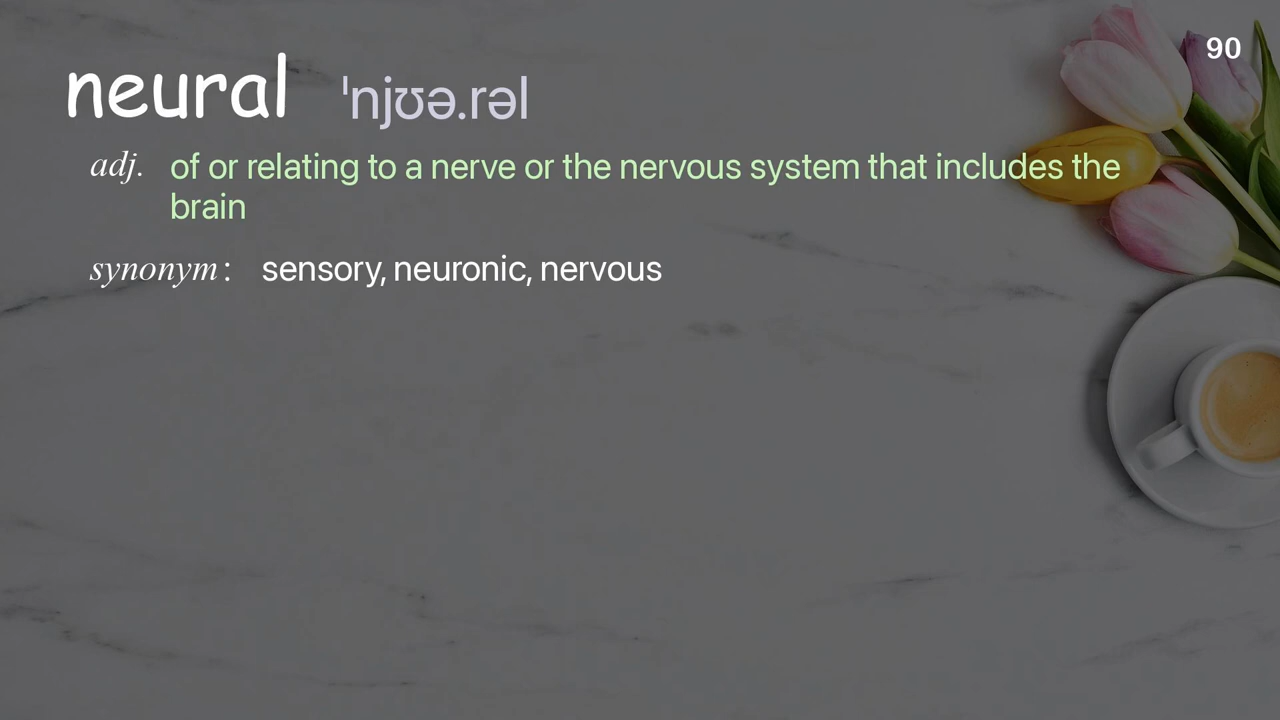 90
neural ˈnjʊə.rəl
adj. of or relating to a nerve or the nervous system that includes the
brain
synonym: sensory, neuronic, nervous